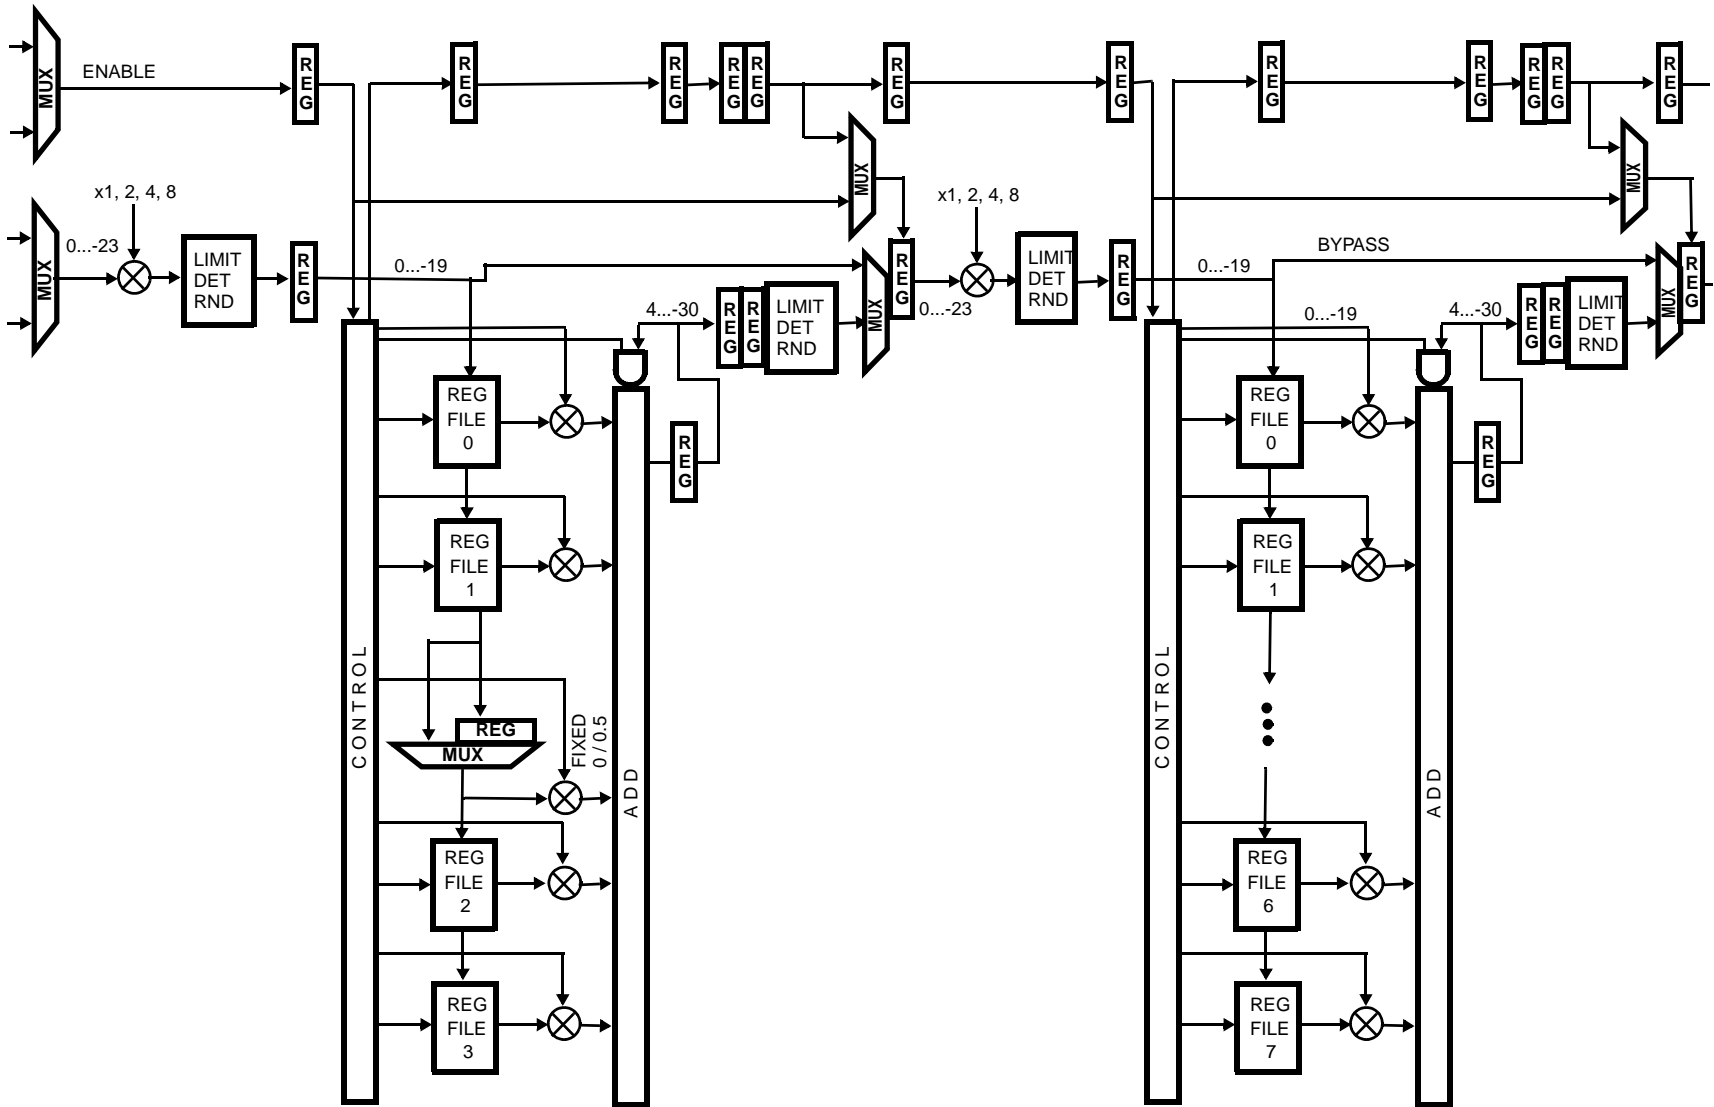 MUX
ENABLE
REG
REG
REG
REG
REG
REG
REG
REG
REG
REG
REG
REG
MUX
MUX
MUX
x1, 2, 4, 8
0...-23
LIMIT
DET
RND
REG
0...-19
4...-30
REG
REG
LIMIT
DET
RND
MUX
REG
x1, 2, 4, 8
0...-23
LIMIT
DET
RND
REG
0...-19
BYPASS
0...-19
4...-30
REG
REG
LIMIT
DET
RND
MUX
REG
CONTROL
REG
FILE
0
REG
REG
FILE
1
REG
MUX
FIXED
0 / 0.5
REG
FILE
2
REG
FILE
3
ADD
CONTROL
REG
FILE
0
REG
REG
FILE
1
REG
FILE
6
REG
FILE
7
ADD